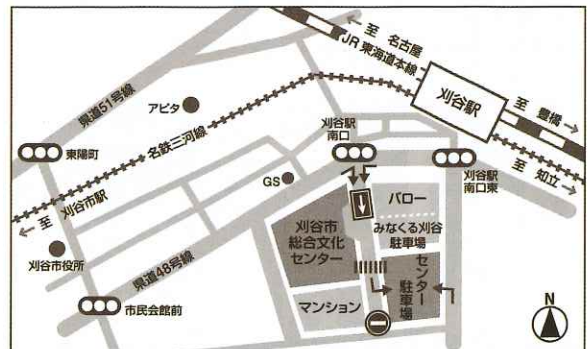 ← 至 名古屋
JR 東海道本線
県道51号線
アピタ
刈谷駅
至 豊橋 →
名鉄三河線
刈谷駅
南口
東陽町
刈谷駅
南口東
至 知立 →
GS
← 至 刈谷市駅
バロー
みなくる刈谷
駐車場
刈谷市
総合文化
センター
刈谷市役所
県道48号線
センター
駐車場
マンション
市民会館前
N